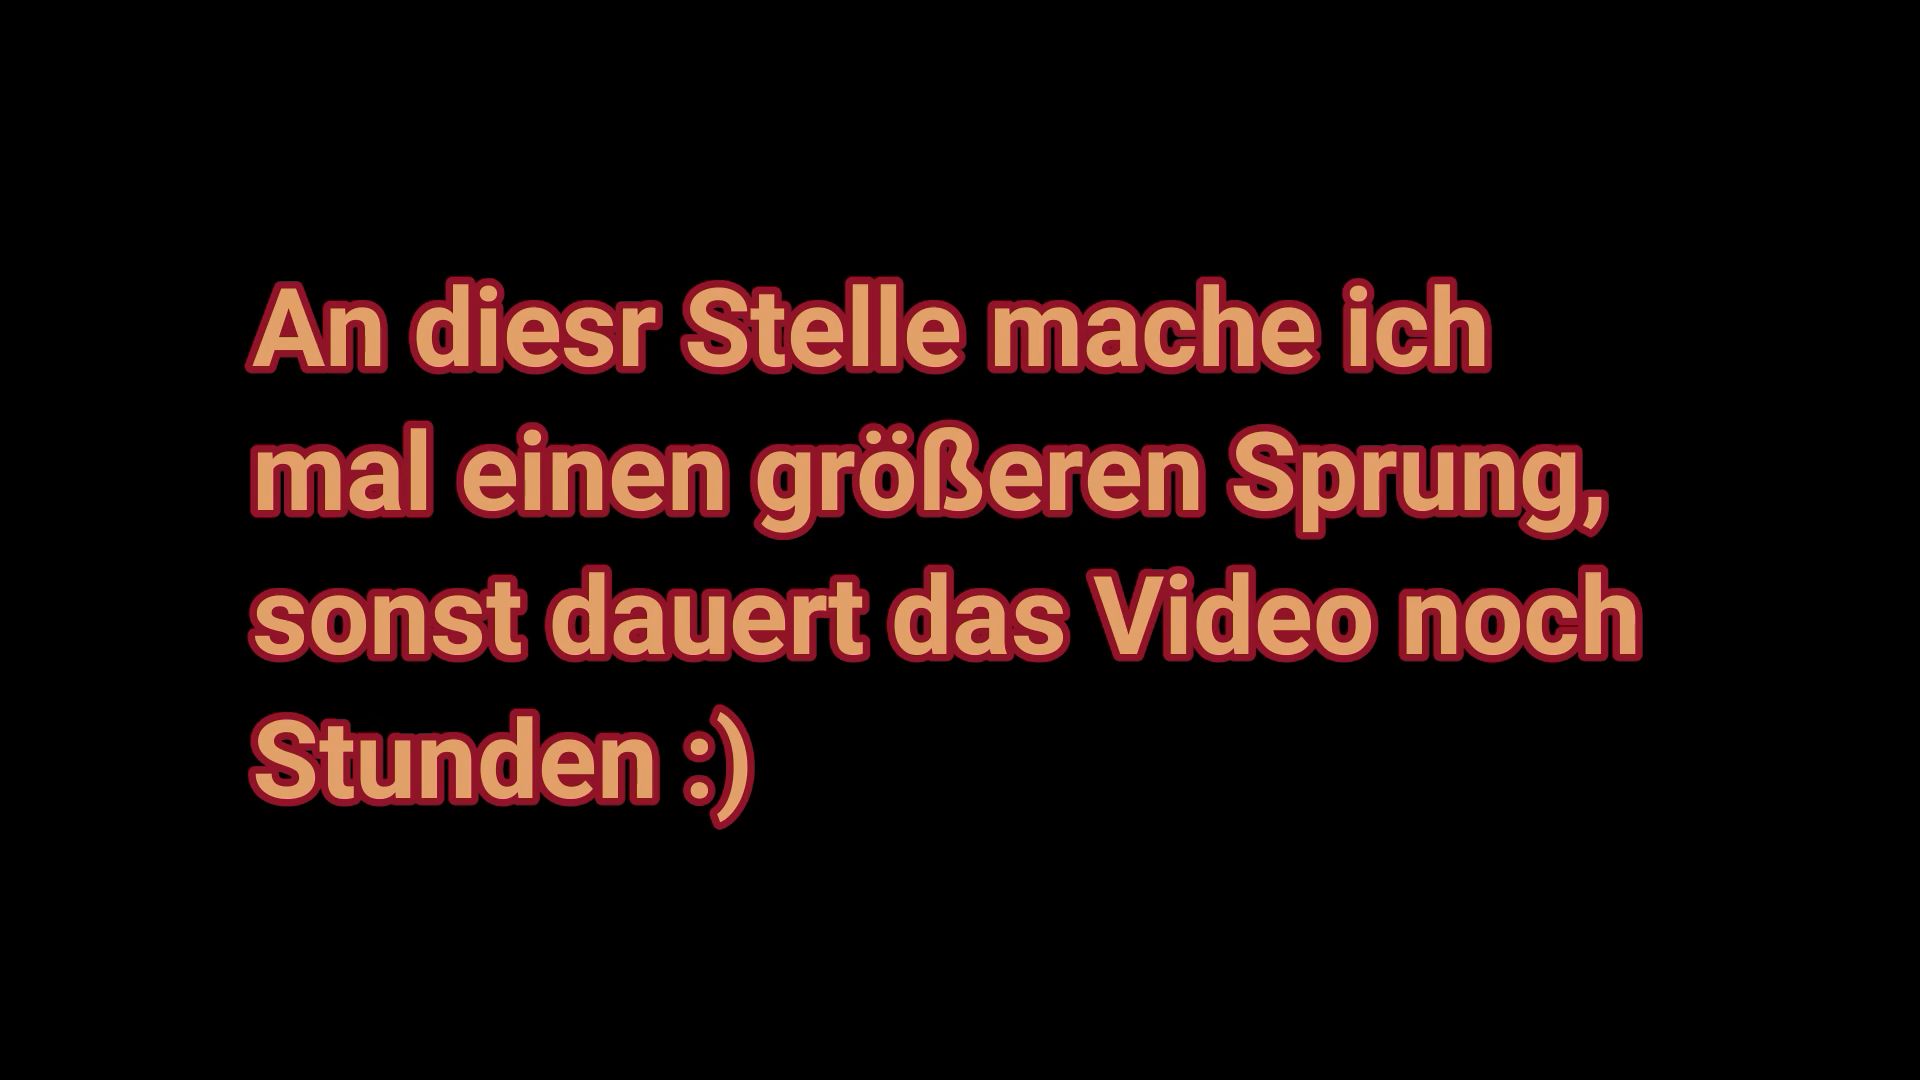 An diesr Stelle mache ich
mal einen größeren Sprung,
sonst dauert das Video noch
Stunden :)